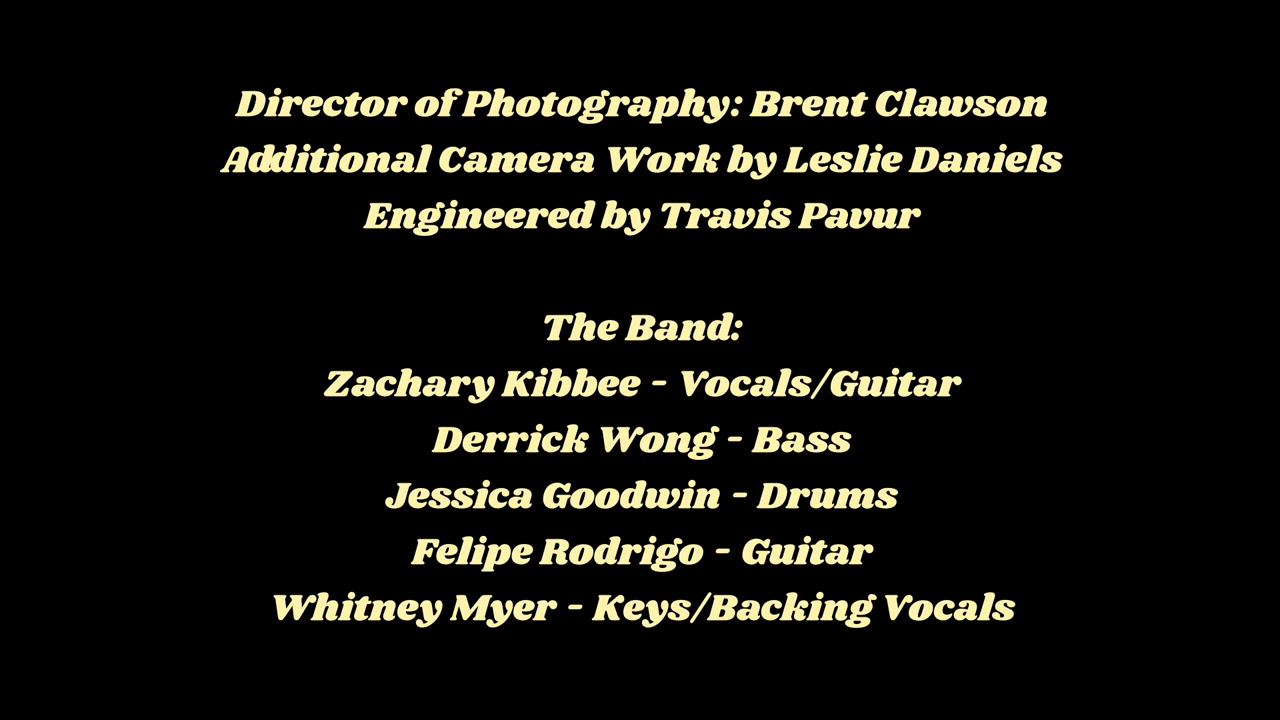 Director of Photography: Brent Clawson
Additional Camera Work by Leslie Daniels
Engineered by Travis Pavur
The Band:
Zachary Kibbee - Vocals/Guitar
Derrick Wong - Bass
Jessica Goodwin - Drums
Felipe Rodrigo - Guitar
Whitney Myer - Keys/Backing Vocals